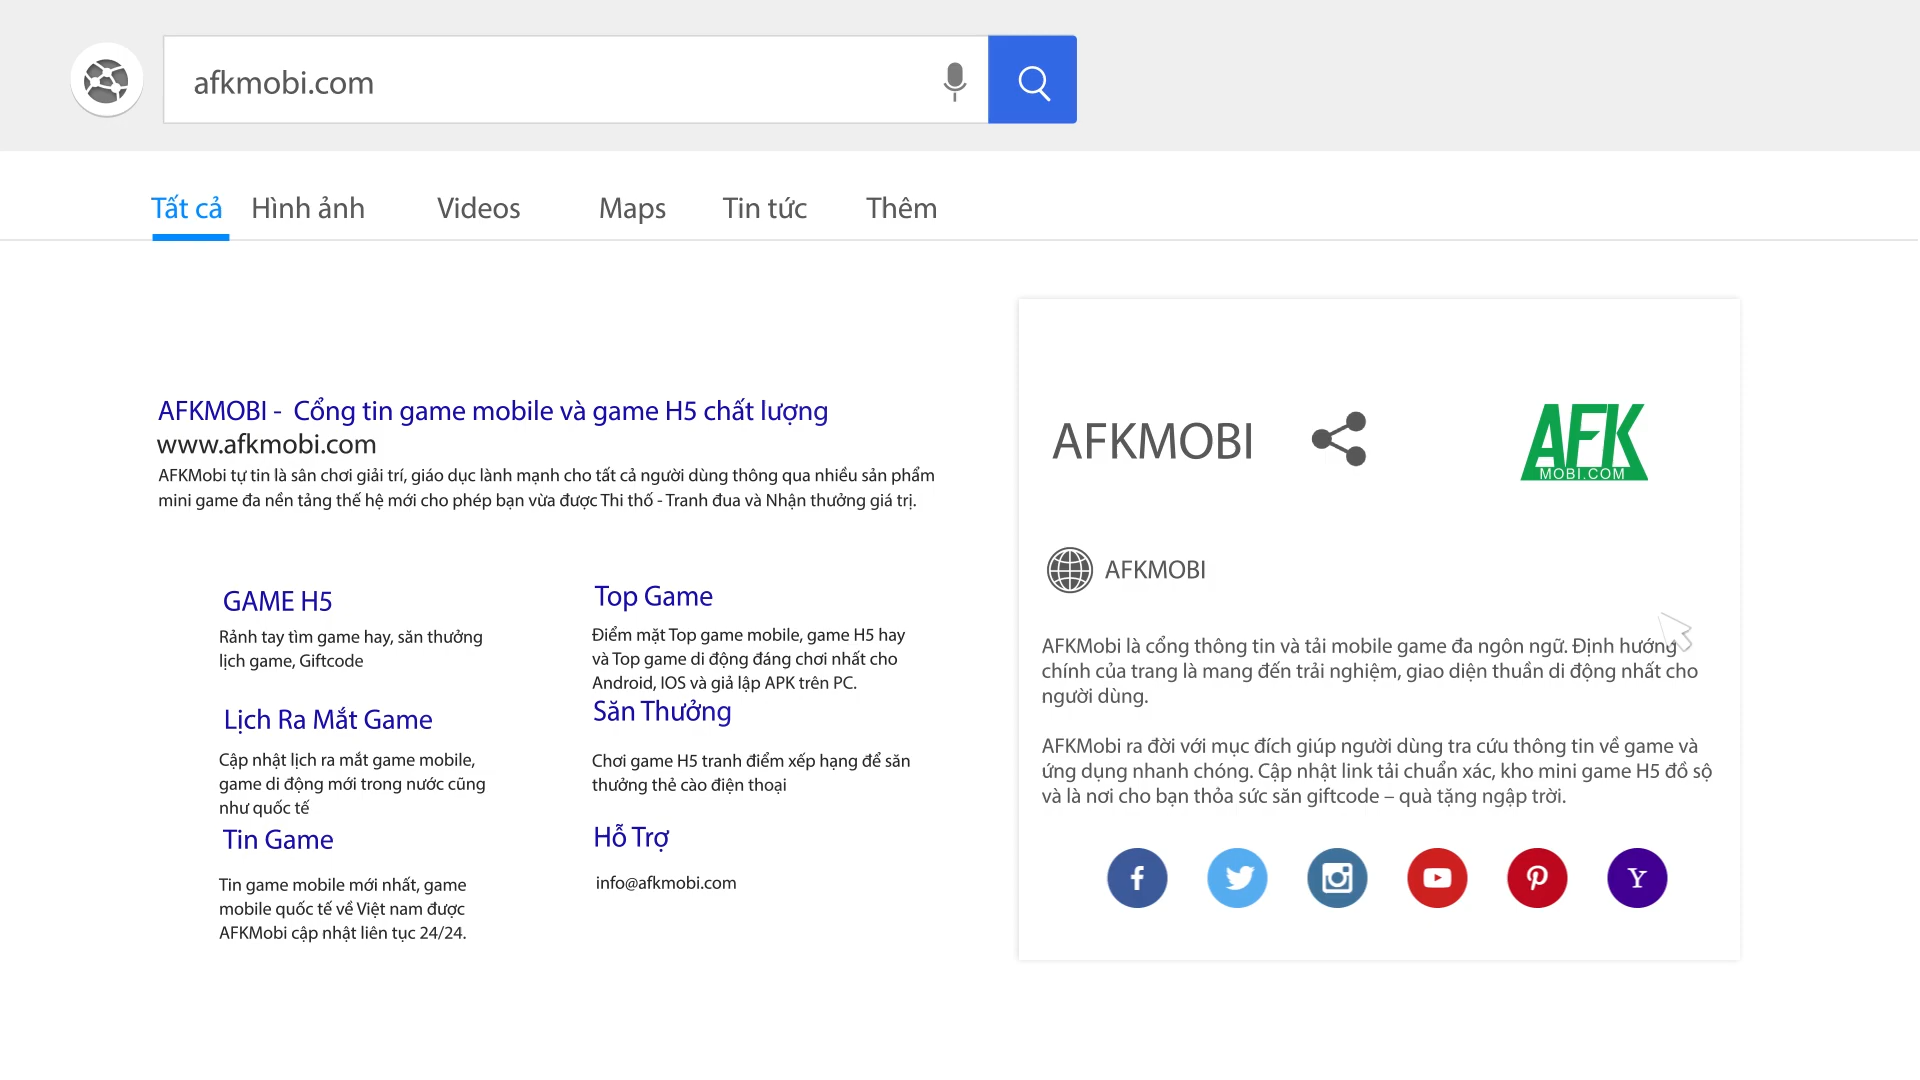 afkmobi.com
Tất cả Hình ảnh Videos Maps Tin tức Thêm
AFKMOBI - Cổng tin game mobile và game H5 chất lượng
www.afkmobi.com
AFKMobi tự tin là sân chơi giải trí, giáo dục lành mạnh cho tất cả người dùng thông qua nhiều sản phẩm
mini game đa nền tảng thế hệ mới cho phép bạn vừa được Thi thố - Tranh đua và Nhận thưởng giá trị.
GAME H5
Rảnh tay tìm game hay, săn thưởng
lịch game, Giftcode
Lịch Ra Mắt Game
Cập nhật lịch ra mắt game mobile,
game di động mới trong nước cũng
như quốc tế
Tin Game
Tin game mobile mới nhất, game
mobile quốc tế về Việt nam được
AFKMobi cập nhật liên tục 24/24.
Top Game
Điểm mặt Top game mobile, game H5 hay
và Top game di động đáng chơi nhất cho
Android, IOS và giả lập APK trên PC.
Săn Thưởng
Chơi game H5 tranh điểm xếp hạng để săn
thưởng thẻ cào điện thoại
Hỗ Trợ
info@afkmobi.com
AFKMOBI
AFK
MOBI.COM
AFKMOBI
AFKMobi là cổng thông tin và tải mobile game đa ngôn ngữ. Định hướng
chính của trang là mang đến trải nghiệm, giao diện thuần di động nhất cho
người dùng.
AFKMobi ra đời với mục đích giúp người dùng tra cứu thông tin về game và
ứng dụng nhanh chóng. Cập nhật link tải chuẩn xác, kho mini game H5 đồ sộ
và là nơi cho bạn thỏa sức săn giftcode – quà tặng ngập trời.